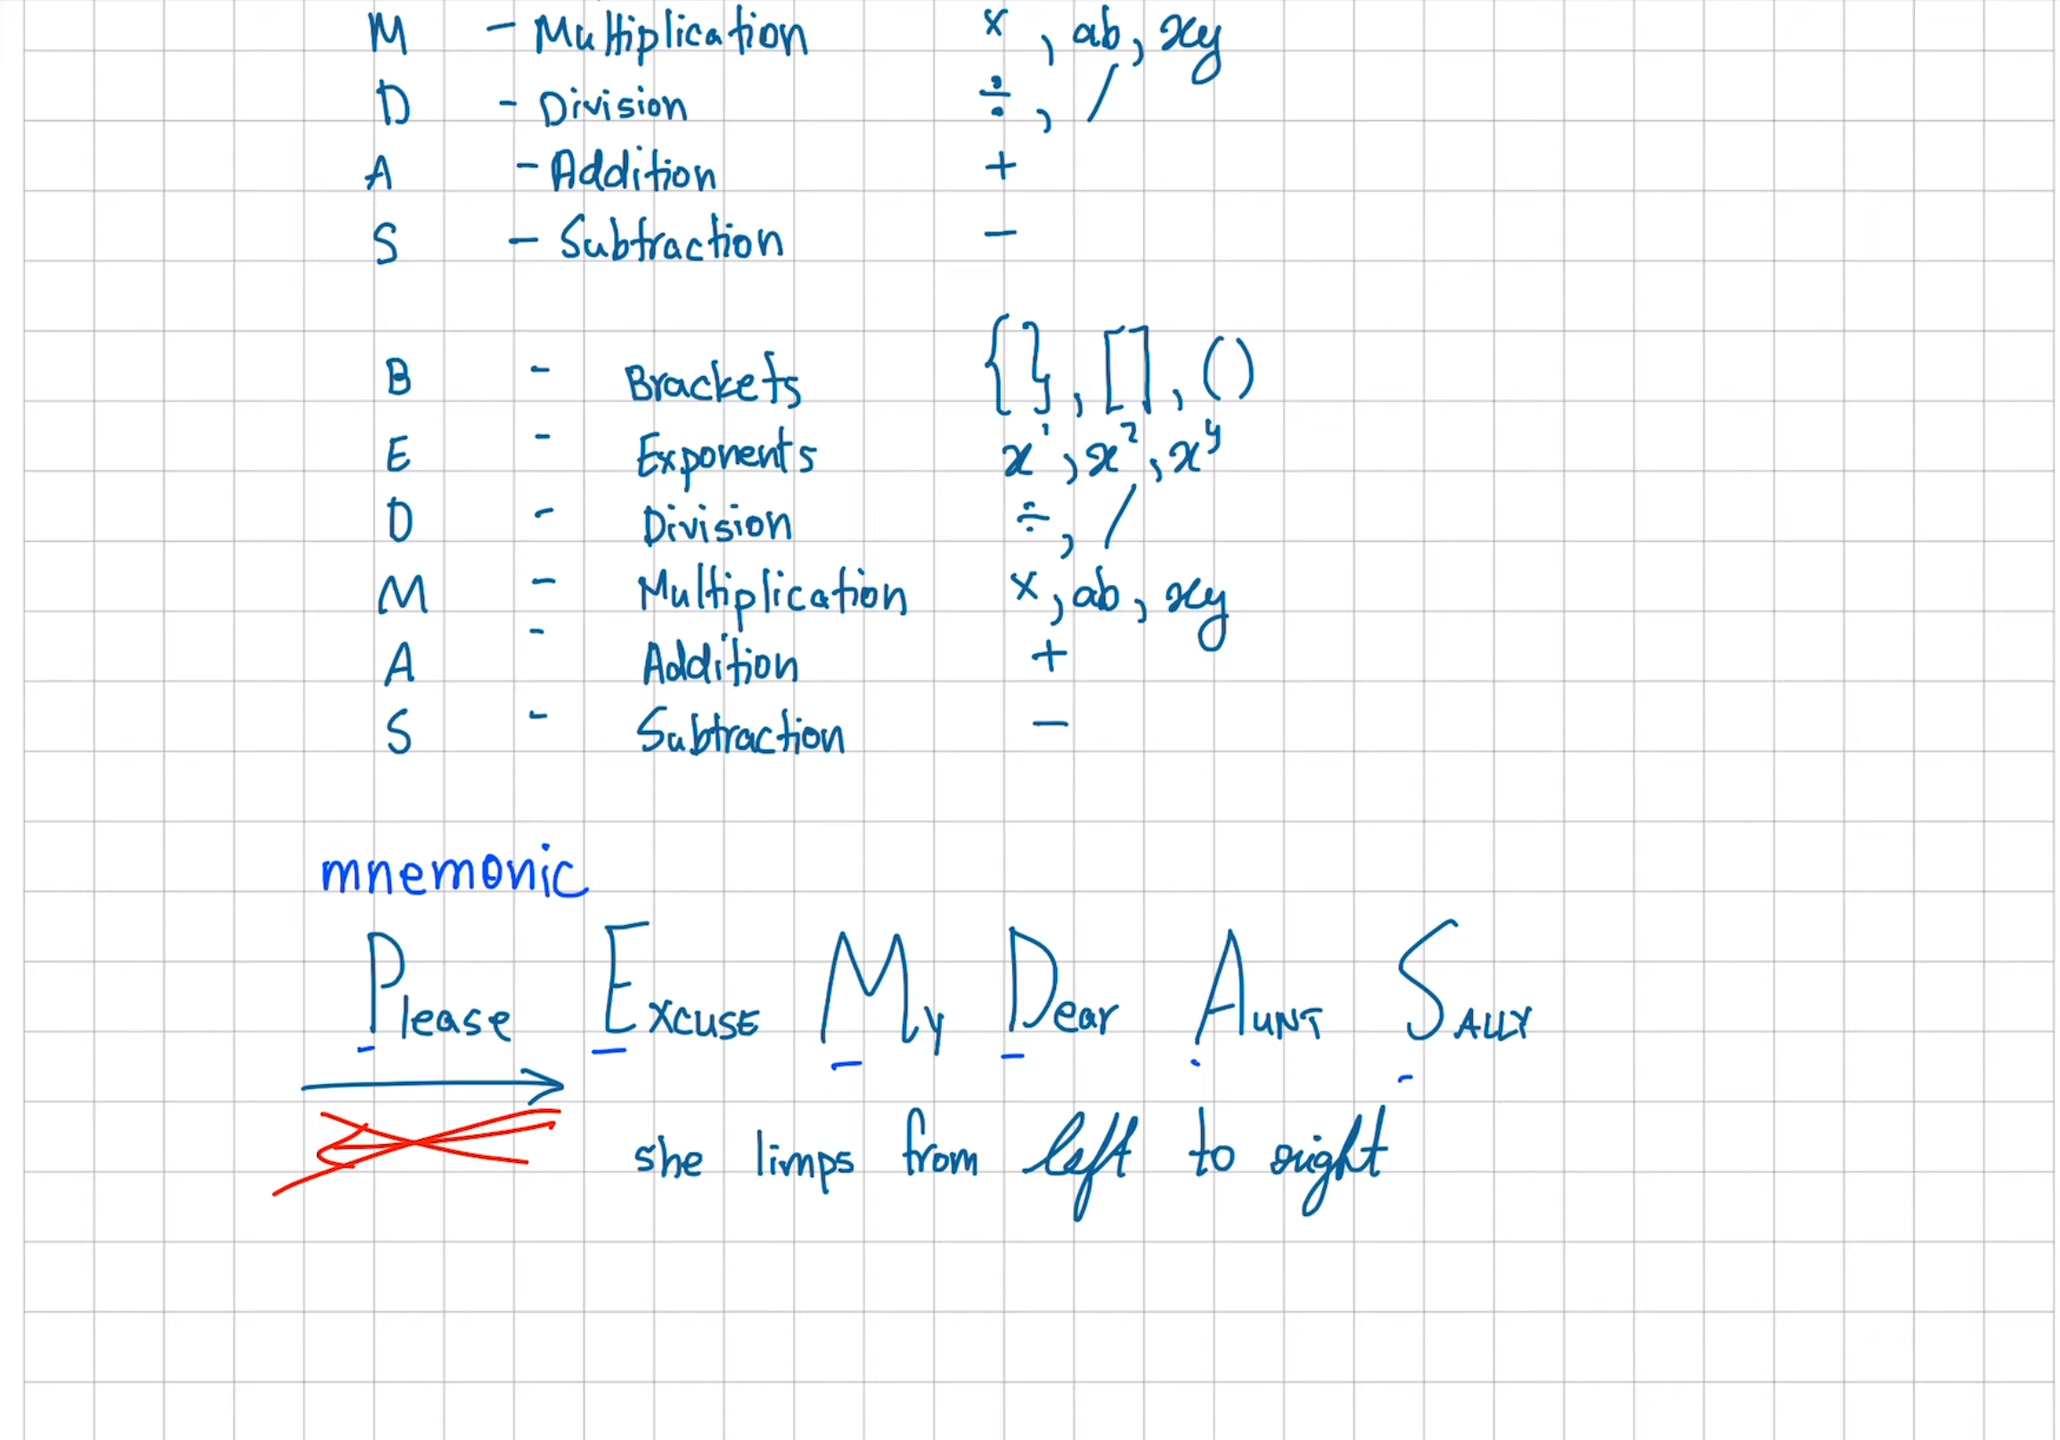 M - Multiplication × , ab, xy
D - Division ÷ , /
A - Addition +
S - Subtraction −
B - Brackets { } , [ ] , ( )
E - Exponents x¹ , x² , xʸ
D - Division ÷ , /
M - Multiplication × , ab , xy
A - Addition +
S - Subtraction −
mnemonic
Please Excuse My Dear Aunt Sally
she limps from left to right